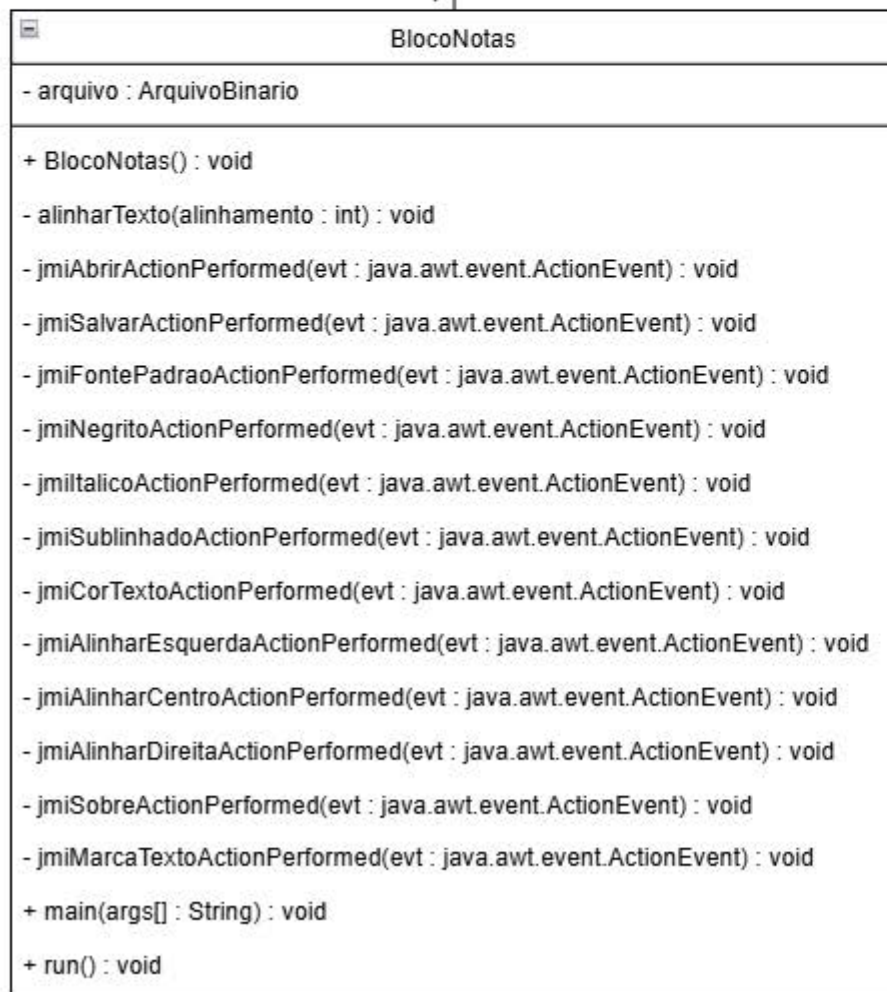 BlocoNotas
- arquivo : ArquivoBinario
+ BlocoNotas() : void
- alinharTexto(alinhamento : int) : void
- jmiAbrirActionPerformed(evt : java.awt.event.ActionEvent) : void
- jmiSalvarActionPerformed(evt : java.awt.event.ActionEvent) : void
- jmiFontePadraoActionPerformed(evt : java.awt.event.ActionEvent) : void
- jmiNegritoActionPerformed(evt : java.awt.event.ActionEvent) : void
- jmiItalicoActionPerformed(evt : java.awt.event.ActionEvent) : void
- jmiSublinhadoActionPerformed(evt : java.awt.event.ActionEvent) : void
- jmiCorTextoActionPerformed(evt : java.awt.event.ActionEvent) : void
- jmiAlinharEsquerdaActionPerformed(evt : java.awt.event.ActionEvent) : void
- jmiAlinharCentroActionPerformed(evt : java.awt.event.ActionEvent) : void
- jmiAlinharDireitaActionPerformed(evt : java.awt.event.ActionEvent) : void
- jmiSobreActionPerformed(evt : java.awt.event.ActionEvent) : void
- jmiMarcaTextoActionPerformed(evt : java.awt.event.ActionEvent) : void
+ main(args[] : String) : void
+ run() : void